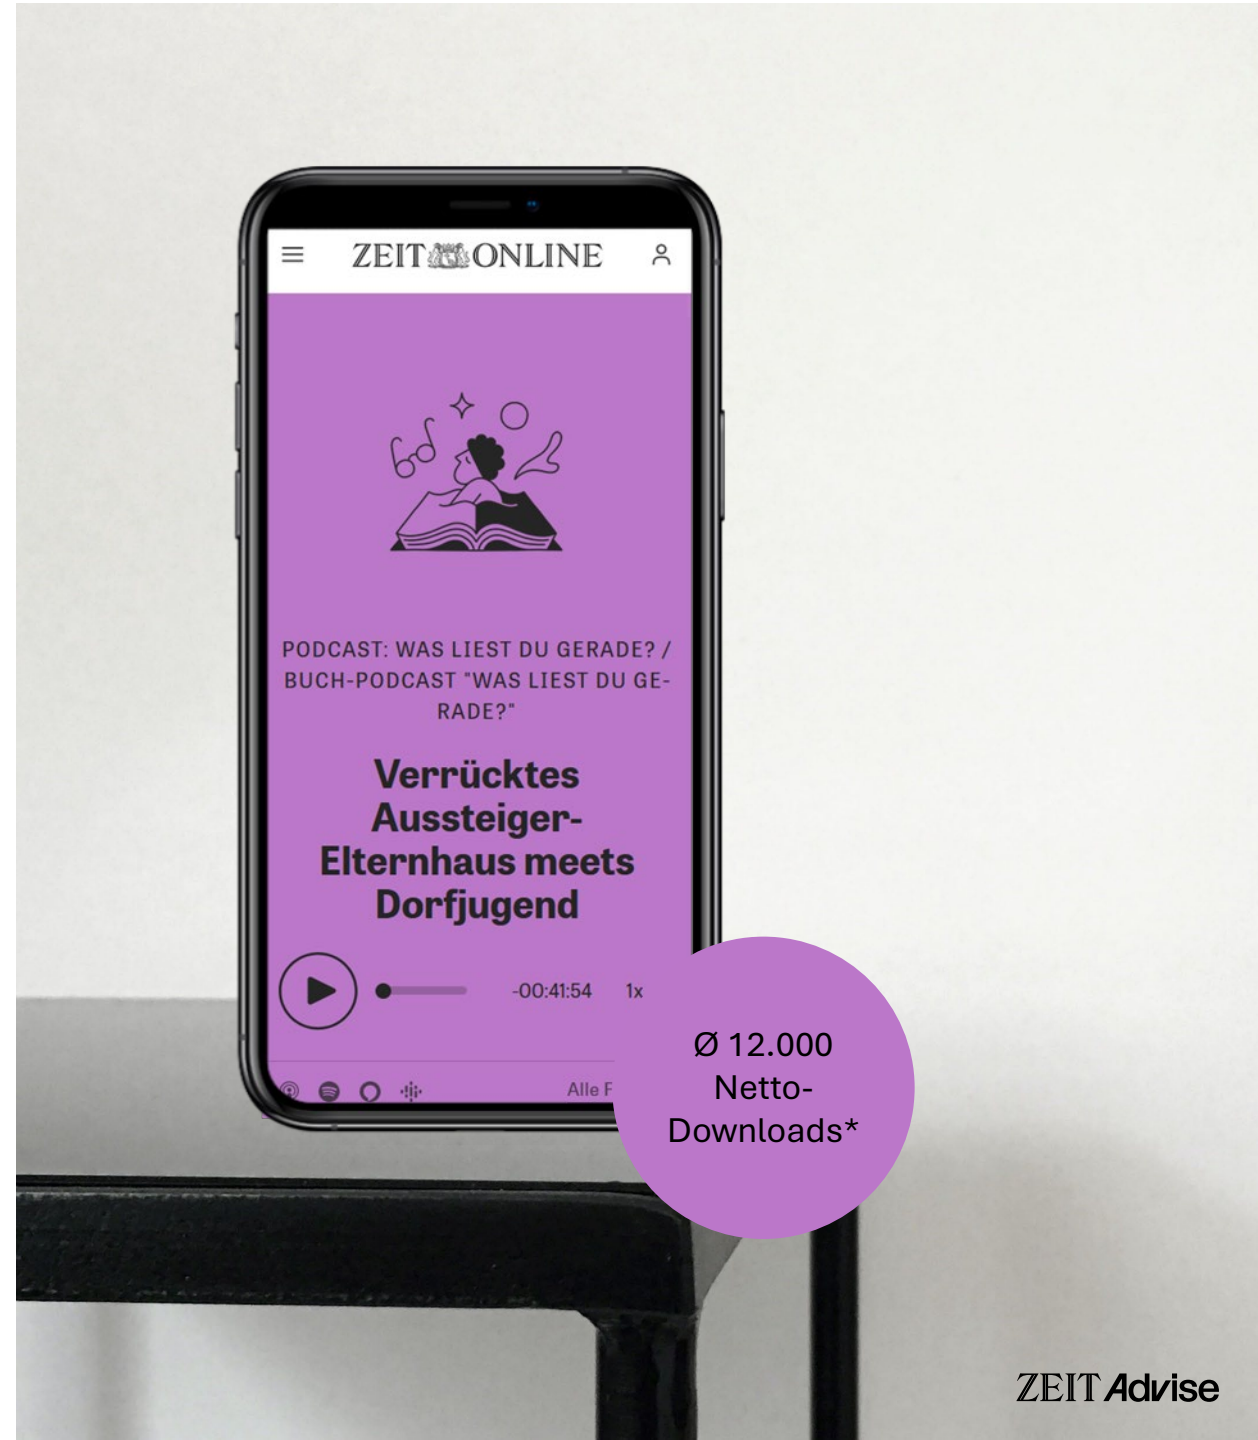 ZEIT ONLINE
PODCAST: WAS LIEST DU GERADE? /
BUCH-PODCAST "WAS LIEST DU GE-
RADE?"
Verrücktes
Aussteiger-
Elternhaus meets
Dorfjugend
-00:41:54 1x
Alle
Ø 12.000
Netto-
Downloads*
ZEIT Advise